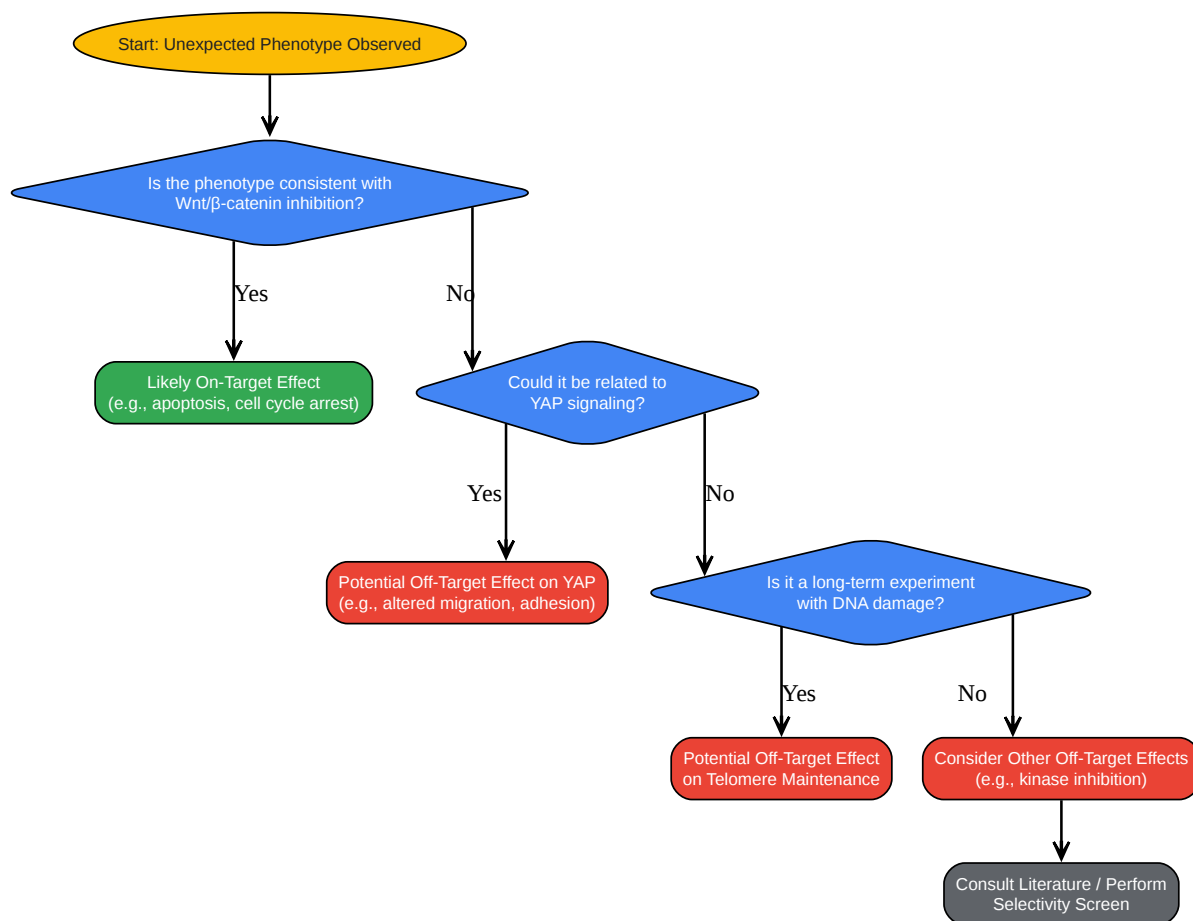 Start: Unexpected Phenotype Observed
Is the phenotype consistent with
Wnt/β-catenin inhibition?
Yes
No
Likely On-Target Effect
(e.g., apoptosis, cell cycle arrest)
Could it be related to
YAP signaling?
Yes
No
Potential Off-Target Effect on YAP
(e.g., altered migration, adhesion)
Is it a long-term experiment
with DNA damage?
Yes
No
Potential Off-Target Effect
on Telomere Maintenance
Consider Other Off-Target Effects
(e.g., kinase inhibition)
Consult Literature / Perform
Selectivity Screen